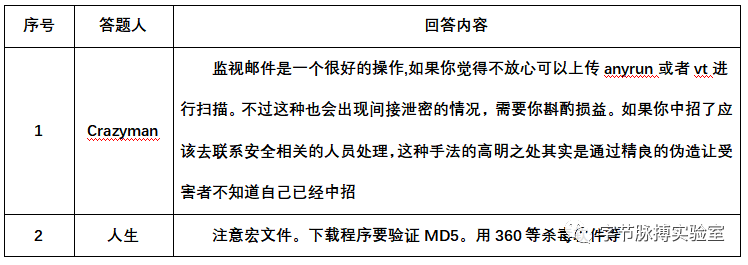 序号 答题人 回答内容
1 Crazyman 监视邮件是一个很好的操作,如果你觉得不放心可以上传 anyrun 或者 vt 进
行扫描。不过这种也会出现间接泄密的情况，需要你斟酌损益。如果你中招了应
该去联系安全相关的人员处理，这种手法的高明之处其实是通过精良的伪造让受
害者不知道自己已经中招
2 人生 注意宏文件。下载程序要验证 MD5。用 360 等杀毒软件等
字节脉搏实验室